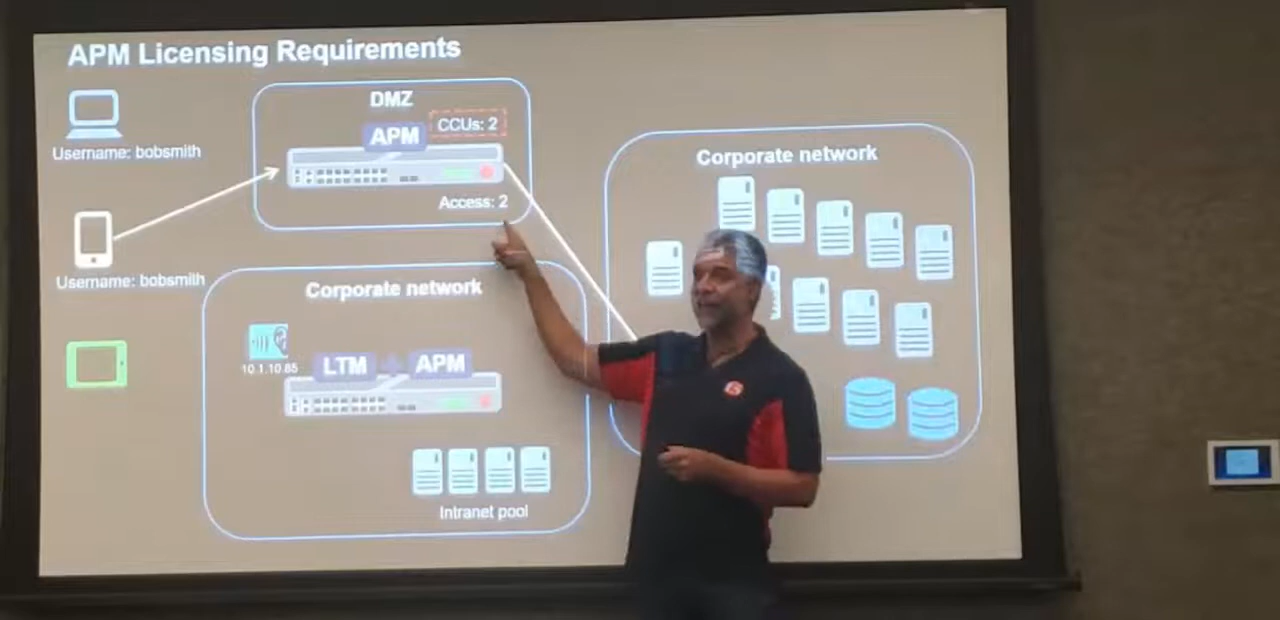 APM Licensing Requirements
DMZ
CCUs: 2
APM
Username: bobsmith
Access: 2
Corporate network
Username: bobsmith
Corporate network
10.1.10.85
LTM + APM
Intranet pool